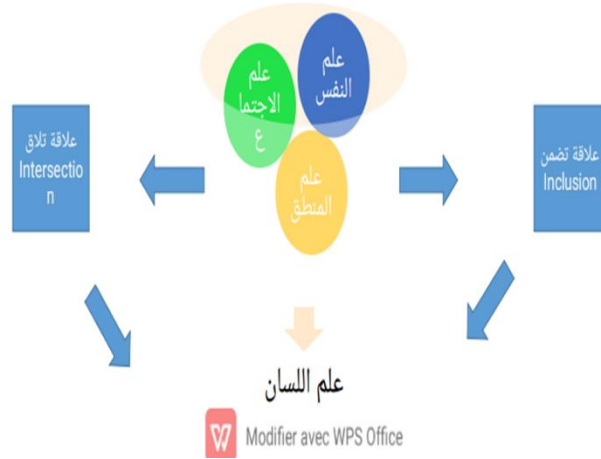 علم
النفس
علم
الاجتما
ع
علم
المنطق
علاقة تضمن
Inclusion
علاقة تلاق
Intersectio
n
علم اللسان
Modifier avec WPS Office